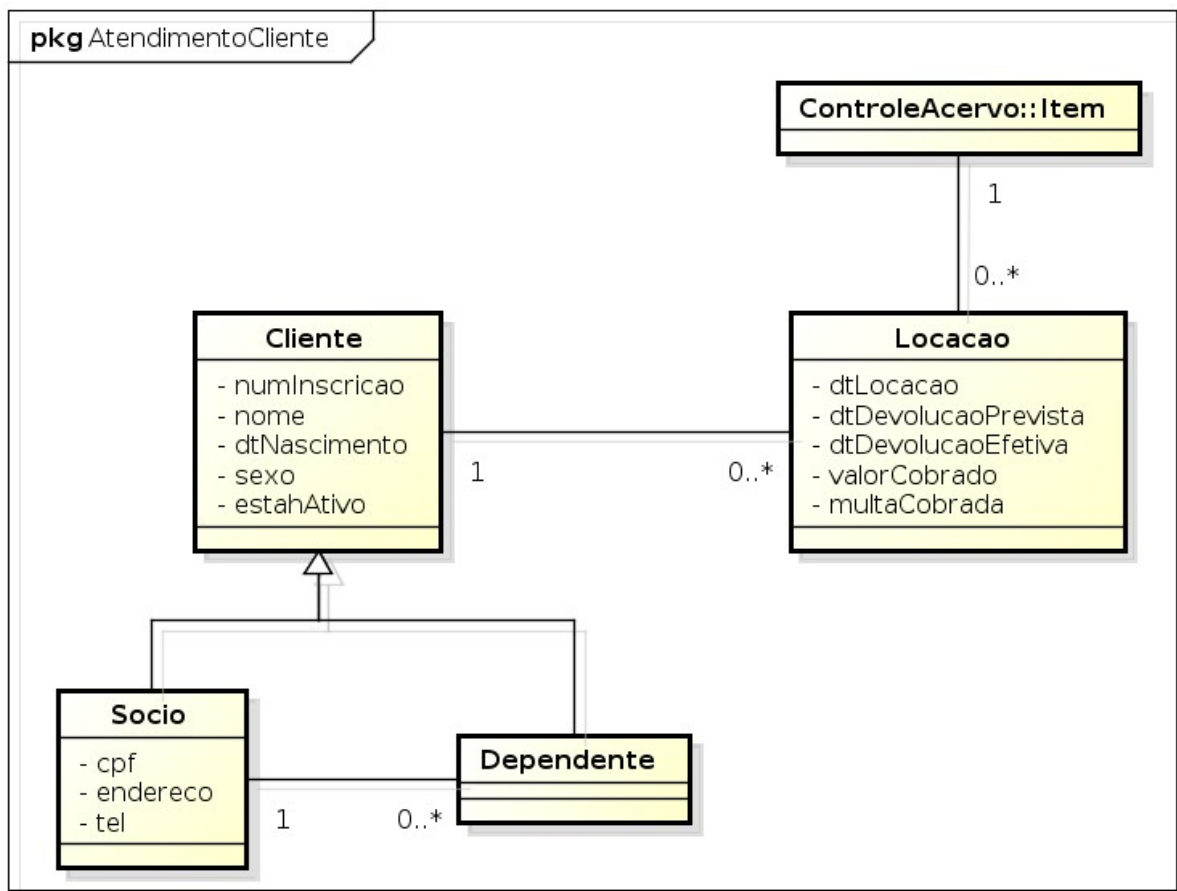 pkg AtendimentoCliente
ControleAcervo::Item
1
0..*
Cliente
- numInscricao
- nome
- dtNascimento
- sexo
- estahAtivo
1
0..*
Locacao
- dtLocacao
- dtDevolucaoPrevista
- dtDevolucaoEfetiva
- valorCobrado
- multaCobrada
Socio
- cpf
- endereco
- tel
1
0..*
Dependente